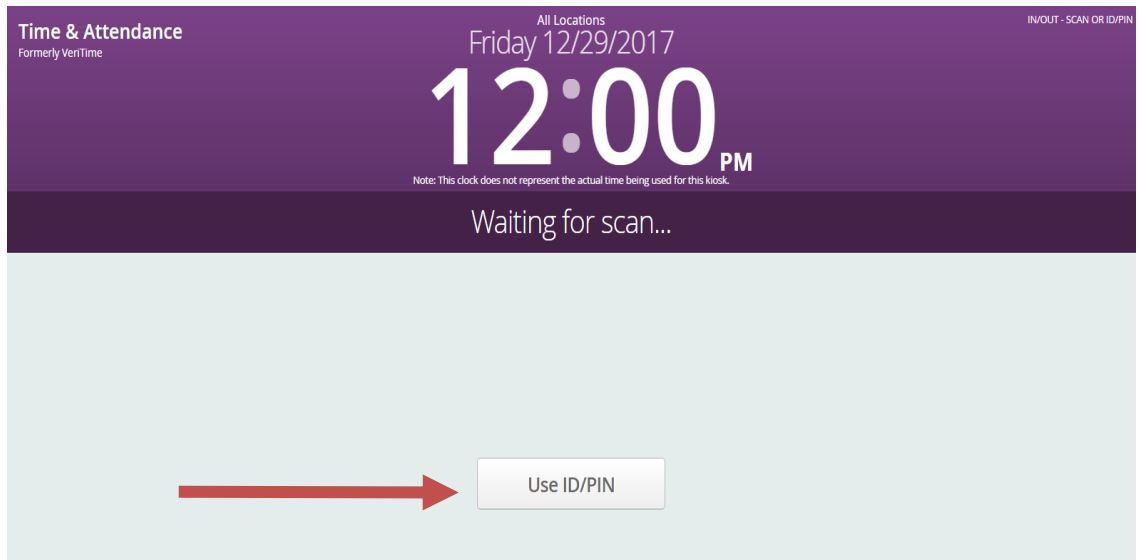 Time & Attendance
Formerly VeriTime
All Locations
IN/OUT - SCAN OR ID/PIN
Friday 12/29/2017
12:00 PM
Note: This clock does not represent the actual time being used for this kiosk.
Waiting for scan...
Use ID/PIN